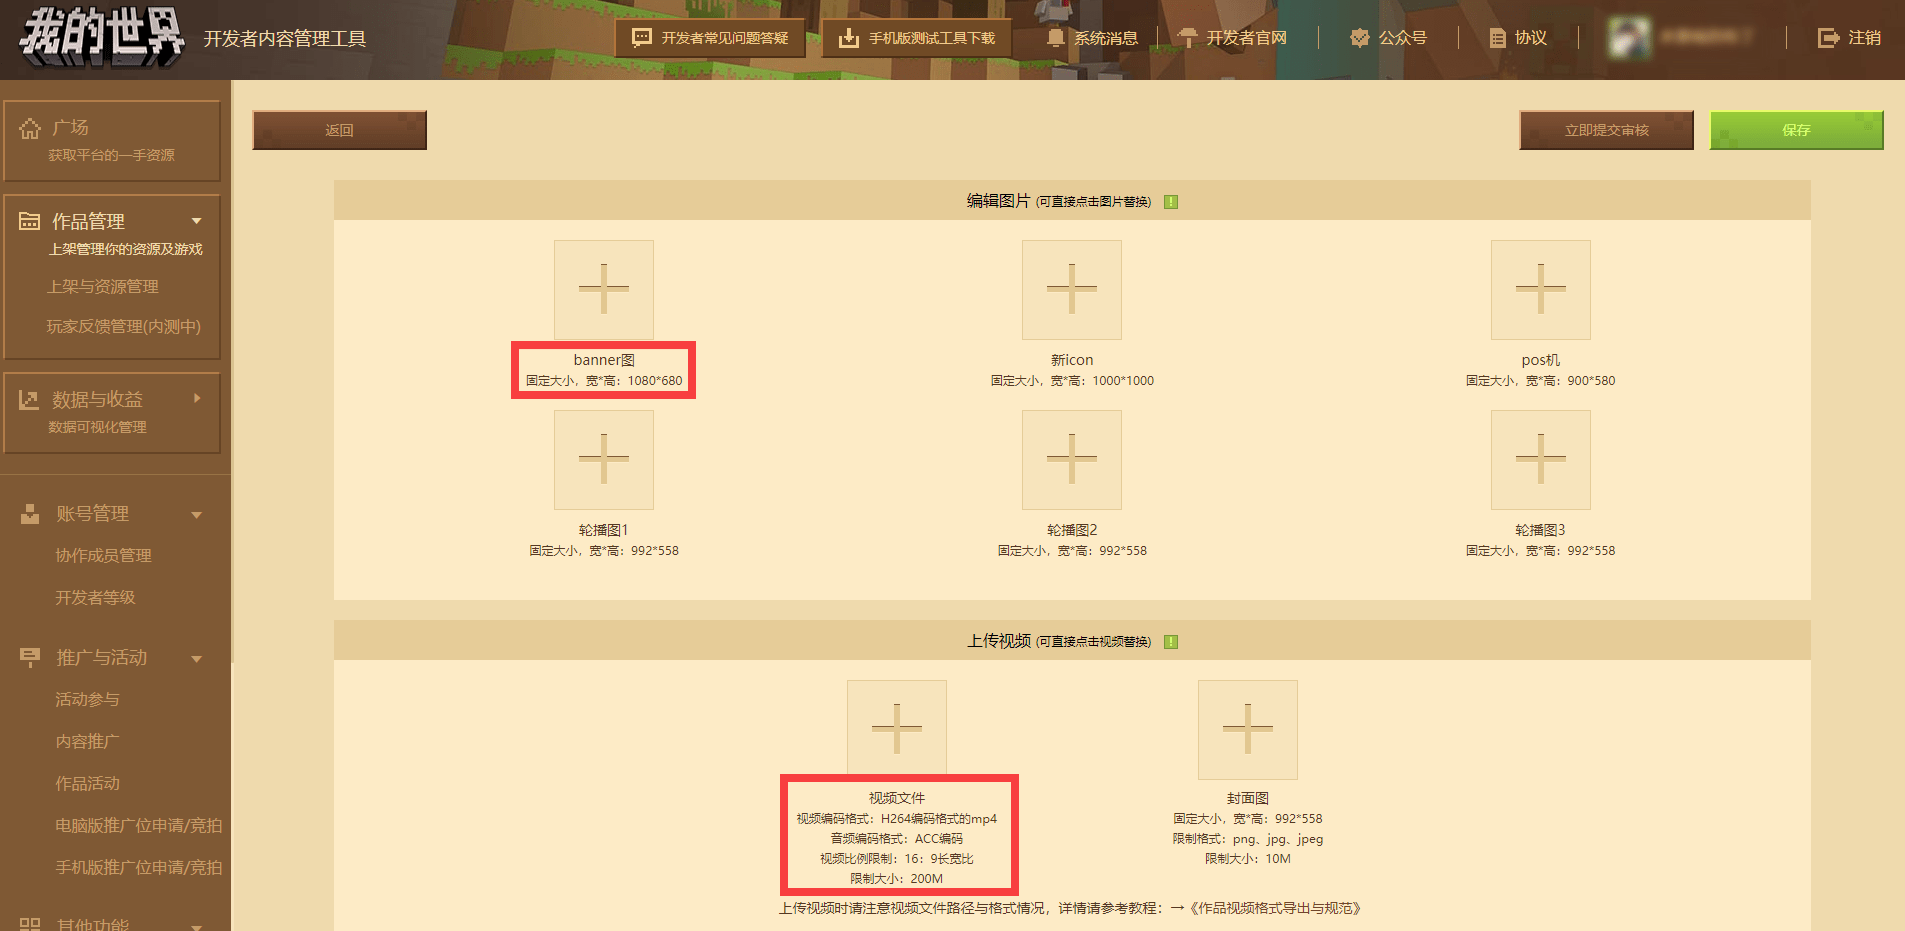 我的世界
开发者内容管理工具
开发者常见问题答疑
手机版测试工具下载
系统消息
开发者官网
公众号
协议
注销
广场
获取平台的一手资源
作品管理
上架管理你的资源及游戏
上架与资源管理
玩家反馈管理(内测中)
数据与收益
数据可视化管理
账号管理
协作成员管理
开发者等级
推广与活动
活动参与
内容推广
作品活动
电脑版推广位申请/竞拍
手机版推广位申请/竞拍
其他功能
返回
立即提交审核
保存
编辑图片 (可直接点击图片替换)
banner图
固定大小，宽*高：1080*680
新icon
固定大小，宽*高：1000*1000
pos机
固定大小，宽*高：900*580
轮播图1
固定大小，宽*高：992*558
轮播图2
固定大小，宽*高：992*558
轮播图3
固定大小，宽*高：992*558
上传视频 (可直接点击视频替换)
视频文件
视频编码格式：H264编码格式的mp4
音频编码格式：ACC编码
视频比例限制：16：9长宽比
限制大小：200M
封面图
固定大小，宽*高：992*558
限制格式：png、jpg、jpeg
限制大小：10M
上传视频时请注意视频文件路径与格式情况，详情请参考教程：→《作品视频格式导出与规范》